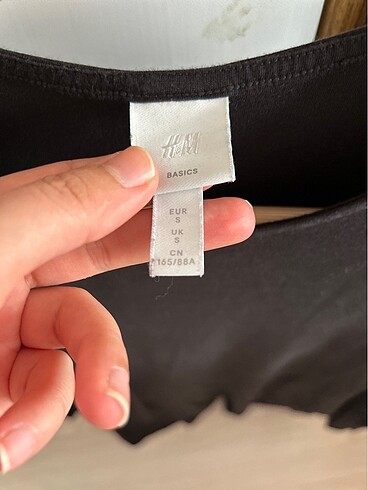 H&M
BASICS
EUR
S
UK
S
CN
165/88A